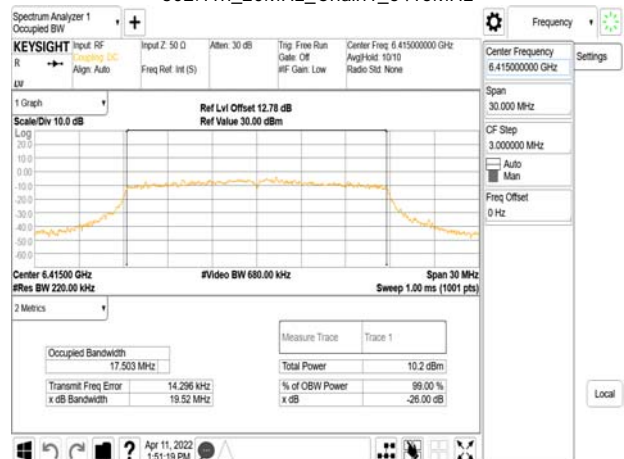 Spectrum Analyzer 1
Occupied BW
+
Frequency
KEYSIGHT
R
Input: RF
Coupling: DC
Align: Auto
Input Z: 50 Ω
Freq Ref: Int (S)
Atten: 30 dB
Trig: Free Run
Gate: Off
#IF Gain: Low
Center Freq: 6.415000000 GHz
Avg|Hold: 10/10
Radio Std: None
Center Frequency
6.415000000 GHz
Settings
Span
30.000 MHz
CF Step
3.000000 MHz
Auto
Man
Freq Offset
0 Hz
Local
1 Graph
Scale/Div 10.0 dB
Ref Lvl Offset 12.78 dB
Ref Value 30.00 dBm
Log
20.0
10.0
0.00
-10.0
-20.0
-30.0
-40.0
-50.0
-60.0
Center 6.41500 GHz
#Video BW 680.00 kHz
Span 30 MHz
#Res BW 220.00 kHz
Sweep 1.00 ms (1001 pts)
2 Metrics
Measure Trace Trace 1
Occupied Bandwidth
17.503 MHz
Total Power 10.2 dBm
Transmit Freq Error 14.296 kHz
% of OBW Power 99.00 %
x dB Bandwidth 19.52 MHz
x dB -26.00 dB
?
Apr 11, 2022
1:51:19 PM